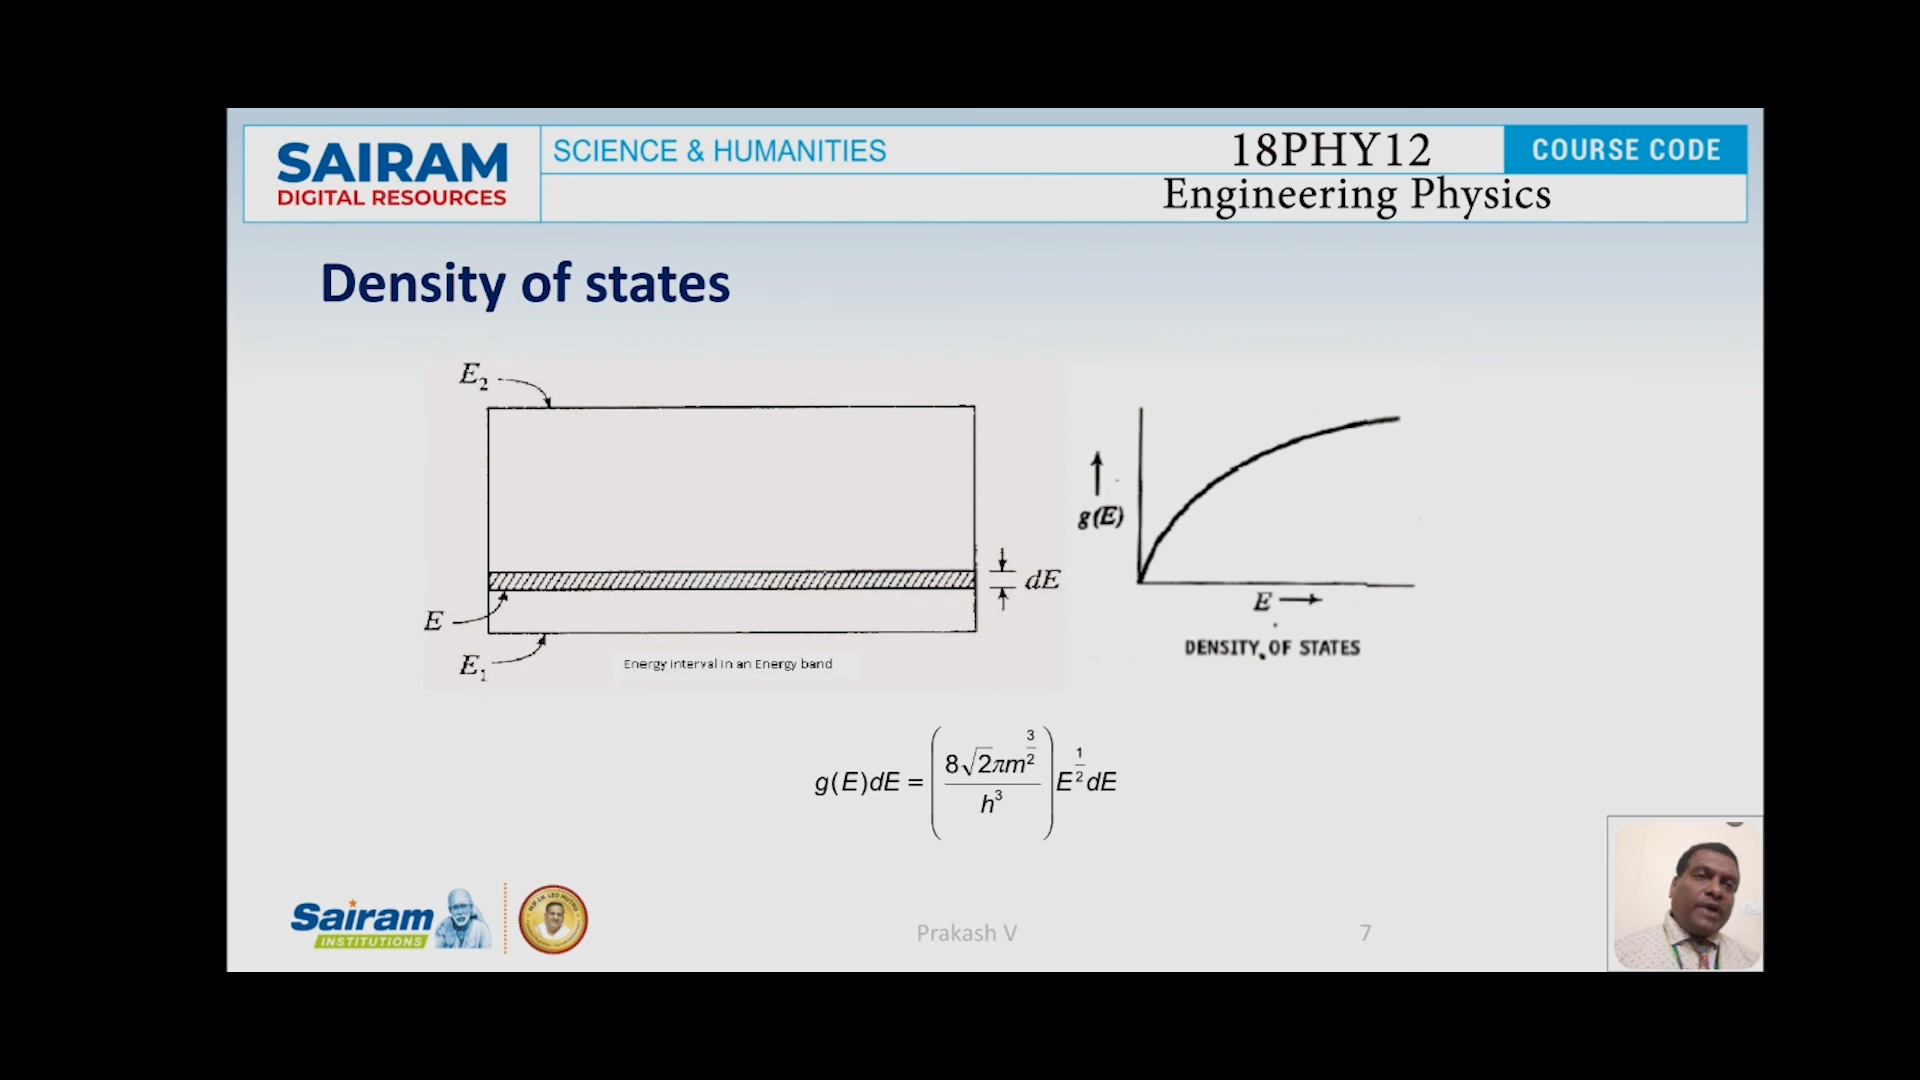 SAIRAM
DIGITAL RESOURCES
SCIENCE & HUMANITIES
18PHY12
COURSE CODE
Engineering Physics
Density of states
E₂
dE
E
E₁
Energy interval in an Energy band
g(E)
E
DENSITY OF STATES
g(E)dE = (8√2πm^(3/2) / h³) E^(1/2) dE
Sairam
INSTITUTIONS
Prakash V
7